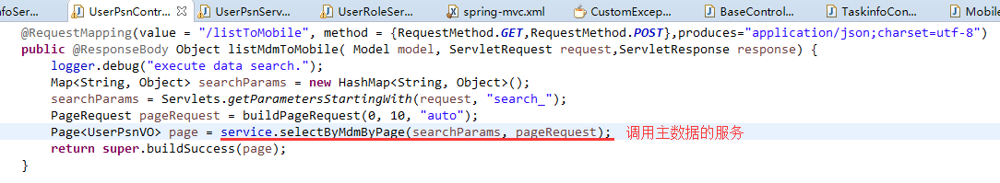 nfoSer...
UserPsnContr...
UserPsnServ...
UserRoleSer...
spring-mvc.xml
CustomExcep...
BaseControl...
TaskinfoCon...
Mobile
@RequestMapping(value = "/listToMobile", method = {RequestMethod.GET,RequestMethod.POST},produces="application/json;charset=utf-8")
public @ResponseBody Object listMdmToMobile( Model model, ServletRequest request,ServletResponse response) {
logger.debug("execute data search.");
Map<String, Object> searchParams = new HashMap<String, Object>();
searchParams = Servlets.getParametersStartingWith(request, "search_");
PageRequest pageRequest = buildPageRequest(0, 10, "auto");
Page<UserPsnVO> page = service.selectByMdmByPage(searchParams, pageRequest); 调用主数据的服务
return super.buildSuccess(page);
}